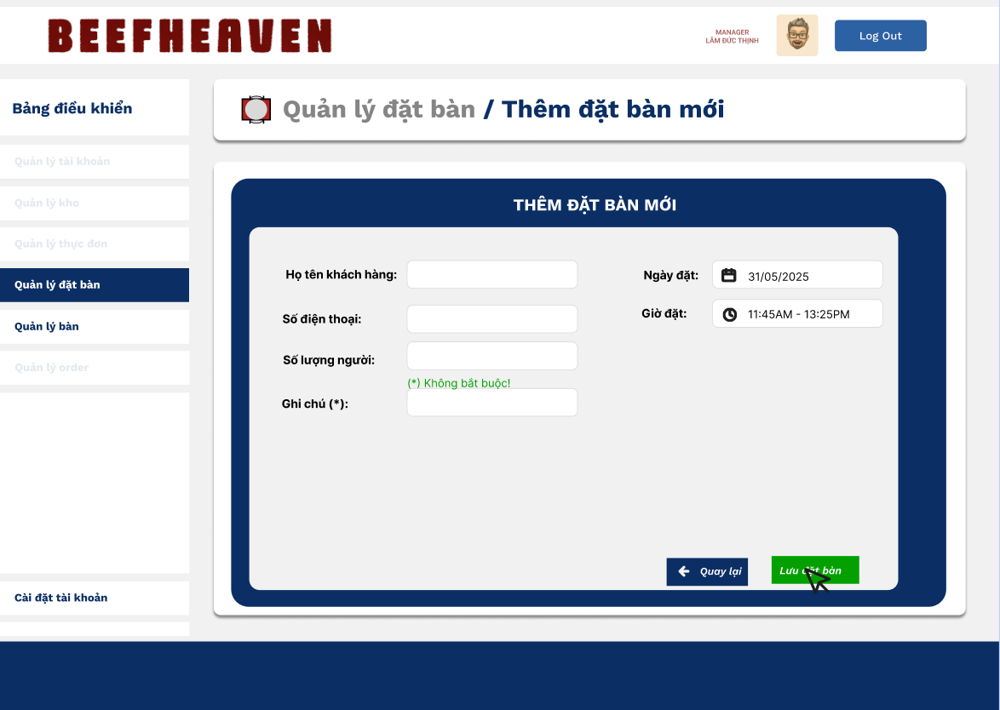 BEEFHEAVEN
MANAGER
LÂM ĐỨC THỊNH
Log Out
Bảng điều khiển
Quản lý tài khoản
Quản lý kho
Quản lý thực đơn
Quản lý đặt bàn
Quản lý bàn
Quản lý order
Cài đặt tài khoản
Quản lý đặt bàn / Thêm đặt bàn mới
THÊM ĐẶT BÀN MỚI
Họ tên khách hàng:
Số điện thoại:
Số lượng người:
(*) Không bắt buộc!
Ghi chú (*):
Ngày đặt: 31/05/2025
Giờ đặt: 11:45AM - 13:25PM
Quay lại
Lưu đặt bàn